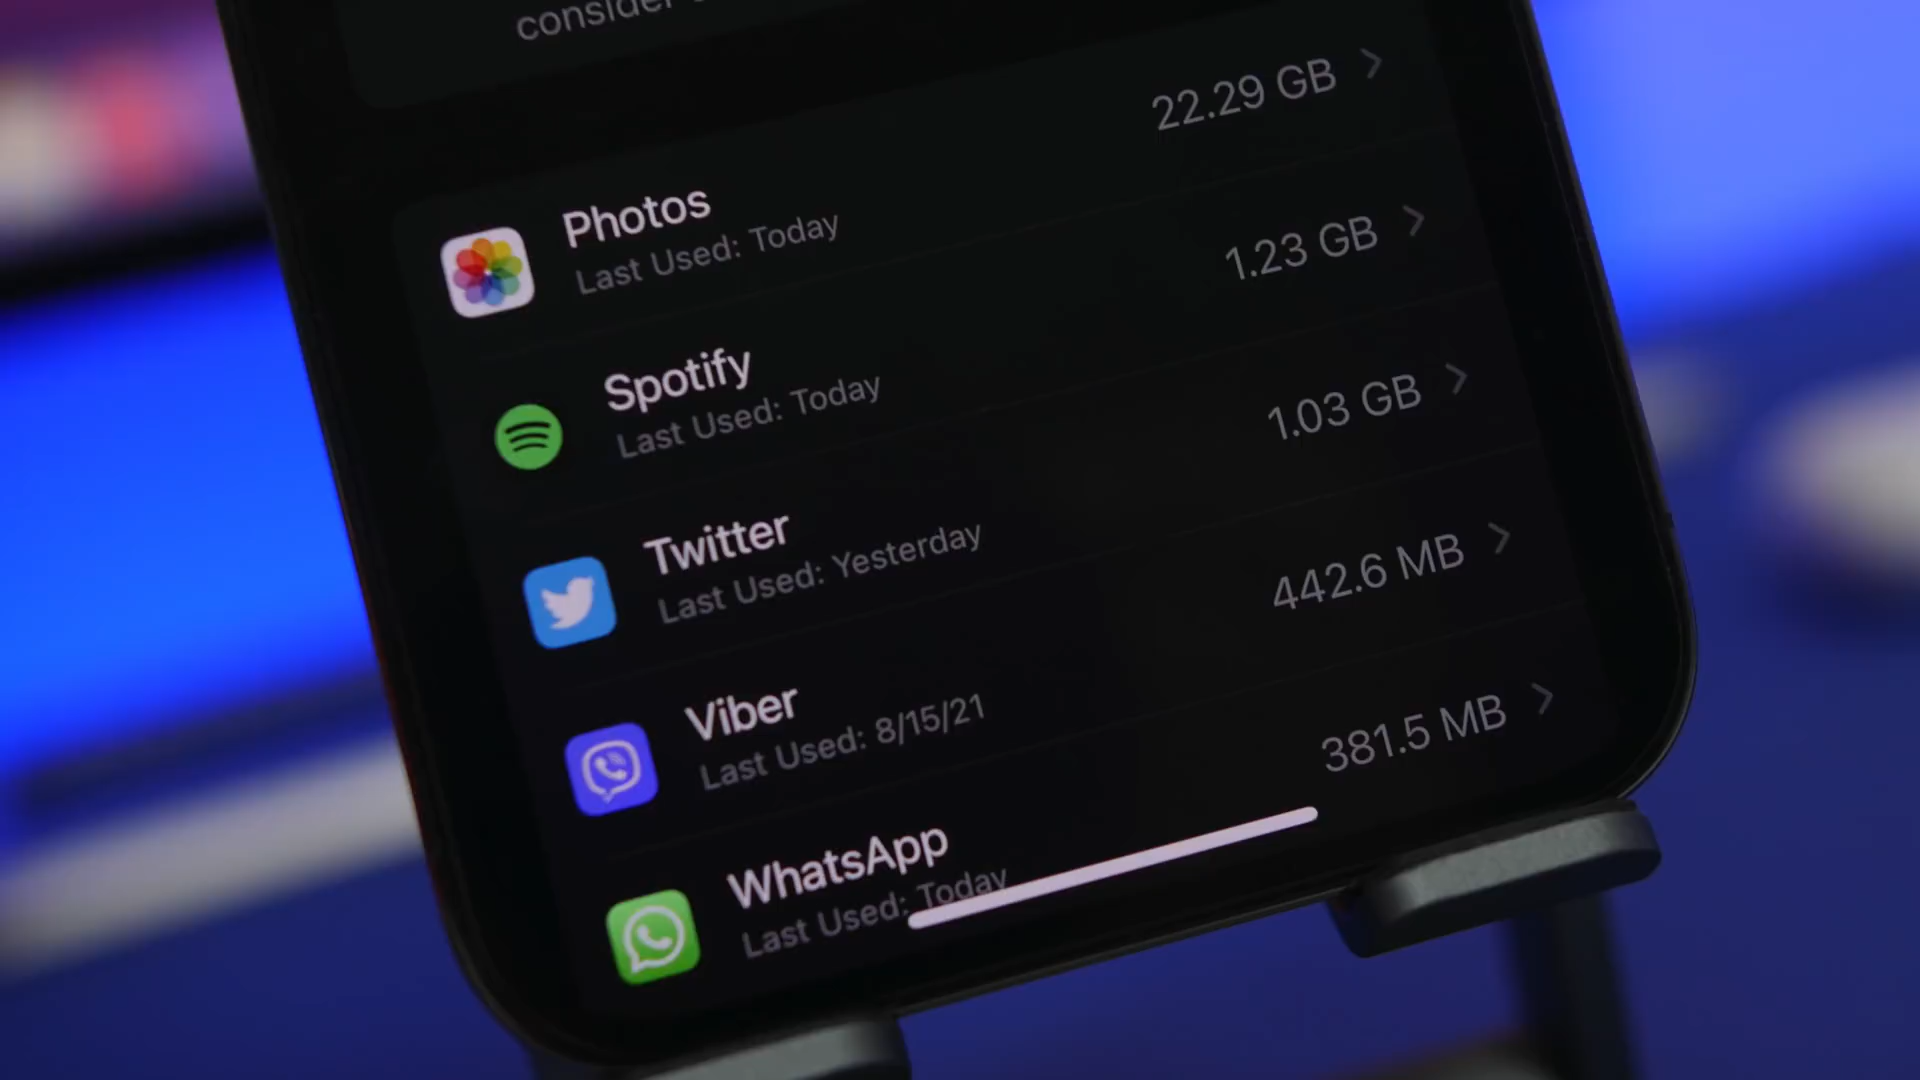 consider
Photos
Last Used: Today
22.29 GB
Spotify
Last Used: Today
1.23 GB
Twitter
Last Used: Yesterday
1.03 GB
Viber
Last Used: 8/15/21
442.6 MB
WhatsApp
Last Used: Today
381.5 MB